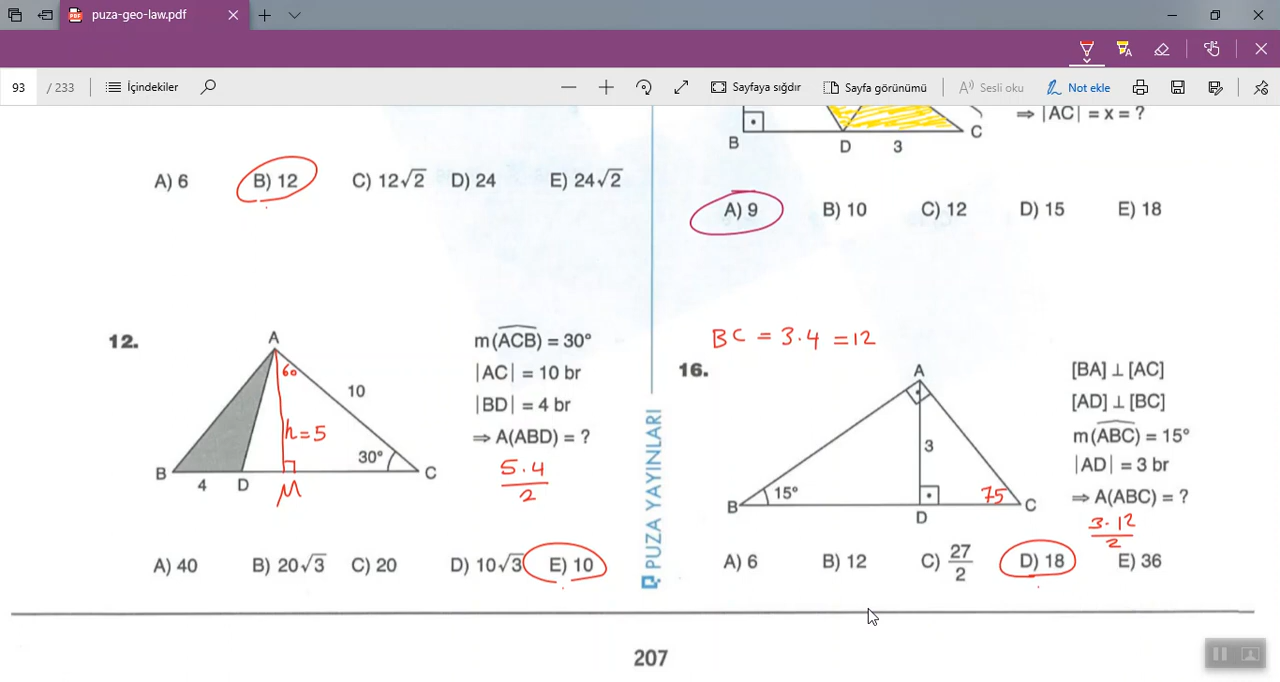 puza-geo-law.pdf
93 / 233
İçindekiler
Sayfaya sığdır
Sayfa görünümü
A Sesli oku
Not ekle
A) 6 B) 12 C) 12√2 D) 24 E) 24√2
12.
A
60
10
h=5
30°
B
4
D
M
C
m(ACB) = 30°
|AC| = 10 br
|BD| = 4 br
⇒ A(ABD) = ?
5.4
2
A) 40 B) 20√3 C) 20 D) 10√3 E) 10
PUZA YAYINLARI
B
D
3
C
⇒ |AC| = x = ?
A) 9 B) 10 C) 12 D) 15 E) 18
BC = 3.4 = 12
16.
A
3
15°
75
B
D
C
[BA] ⊥ [AC]
[AD] ⊥ [BC]
m(ABC) = 15°
|AD| = 3 br
⇒ A(ABC) = ?
3.12
2
A) 6 B) 12 C) 27/2 D) 18 E) 36
207